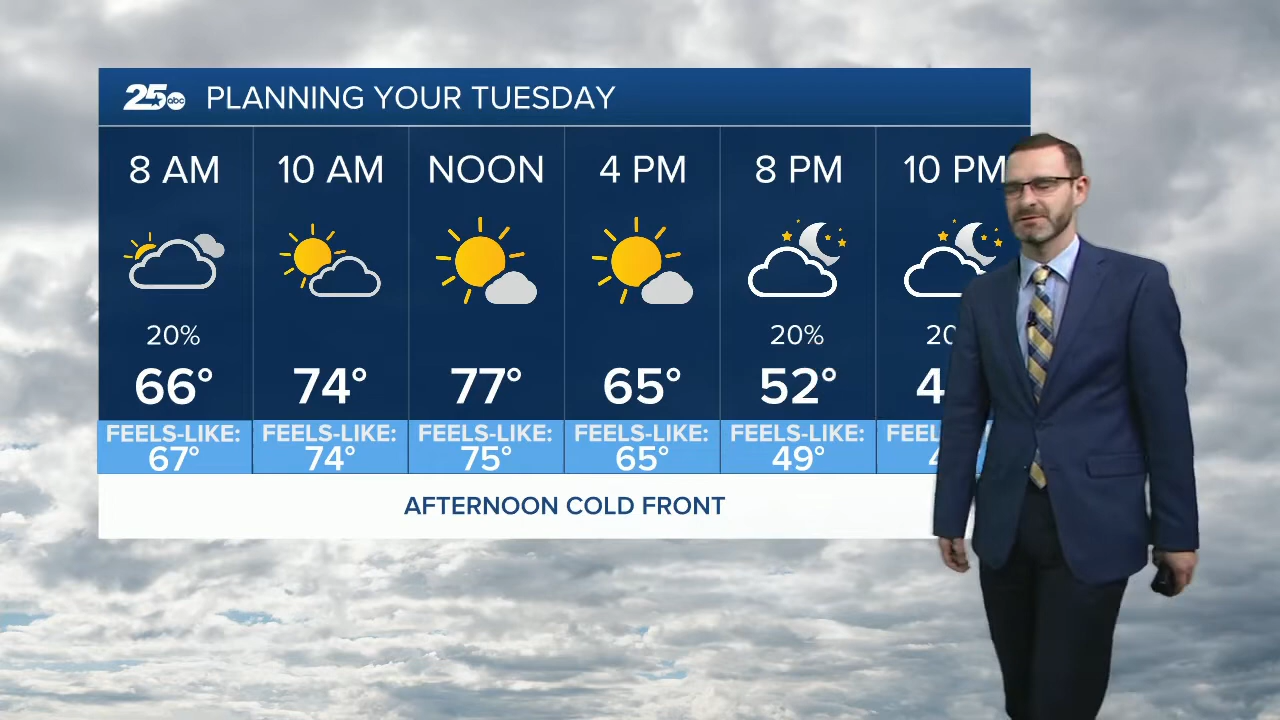 25 abc PLANNING YOUR TUESDAY
8 AM 10 AM NOON 4 PM 8 PM 10 PM
20% 20%
66° 74° 77° 65° 52°
FEELS-LIKE: FEELS-LIKE: FEELS-LIKE: FEELS-LIKE: FEELS-LIKE:
67° 74° 75° 65° 49°
AFTERNOON COLD FRONT